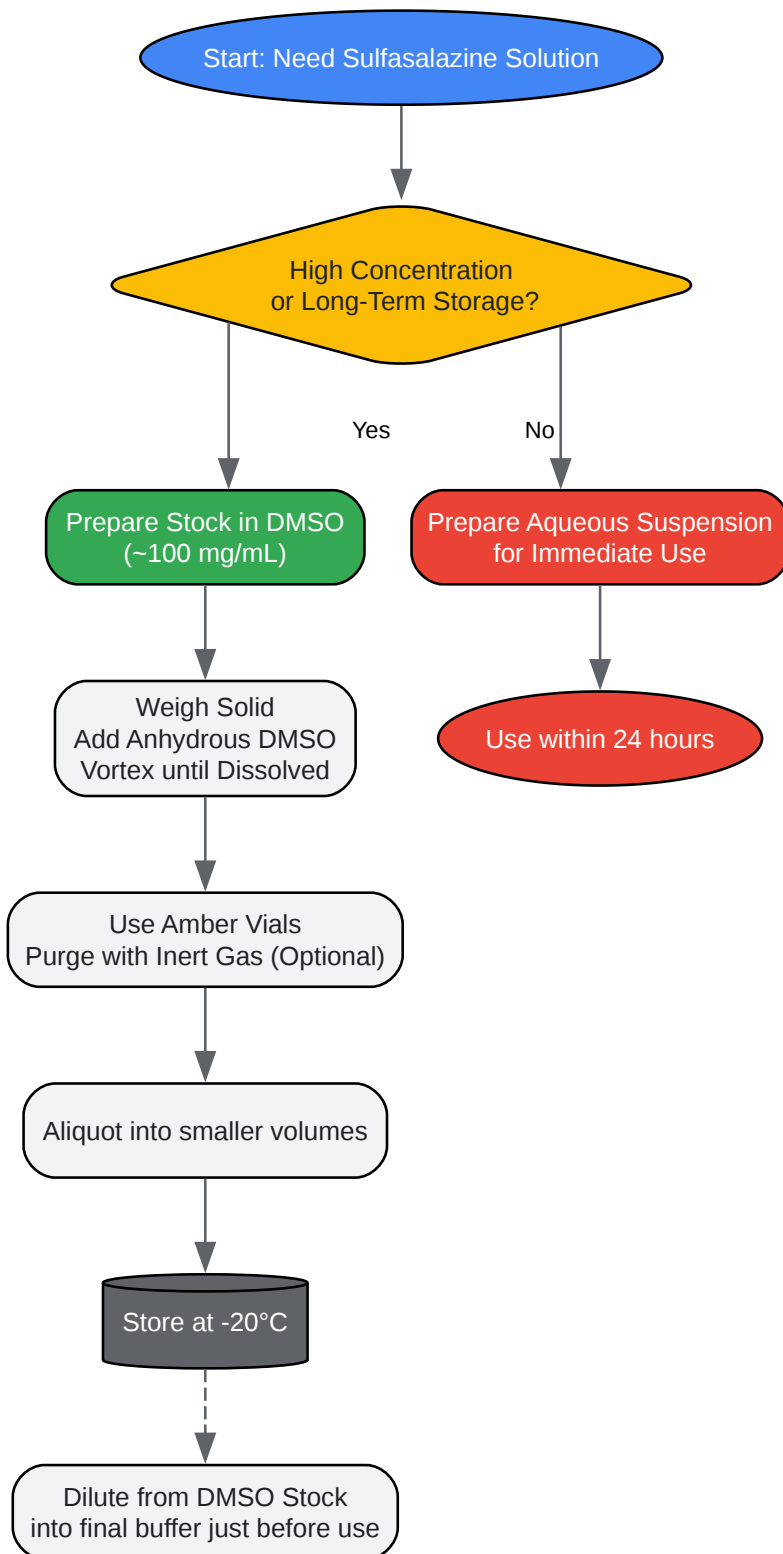 Start: Need Sulfasalazine Solution
High Concentration
or Long-Term Storage?
Yes
No
Prepare Stock in DMSO
(~100 mg/mL)
Prepare Aqueous Suspension
for Immediate Use
Weigh Solid
Add Anhydrous DMSO
Vortex until Dissolved
Use within 24 hours
Use Amber Vials
Purge with Inert Gas (Optional)
Aliquot into smaller volumes
Store at -20°C
Dilute from DMSO Stock
into final buffer just before use